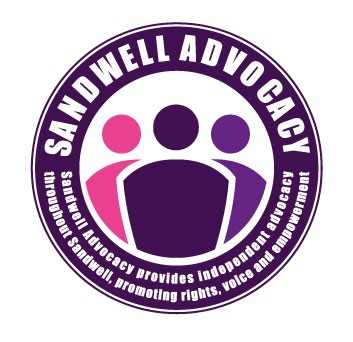 SANDWELL ADVOCACY
Sandwell Advocacy provides independent advocacy
throughout Sandwell, promoting rights, voice and empowerment